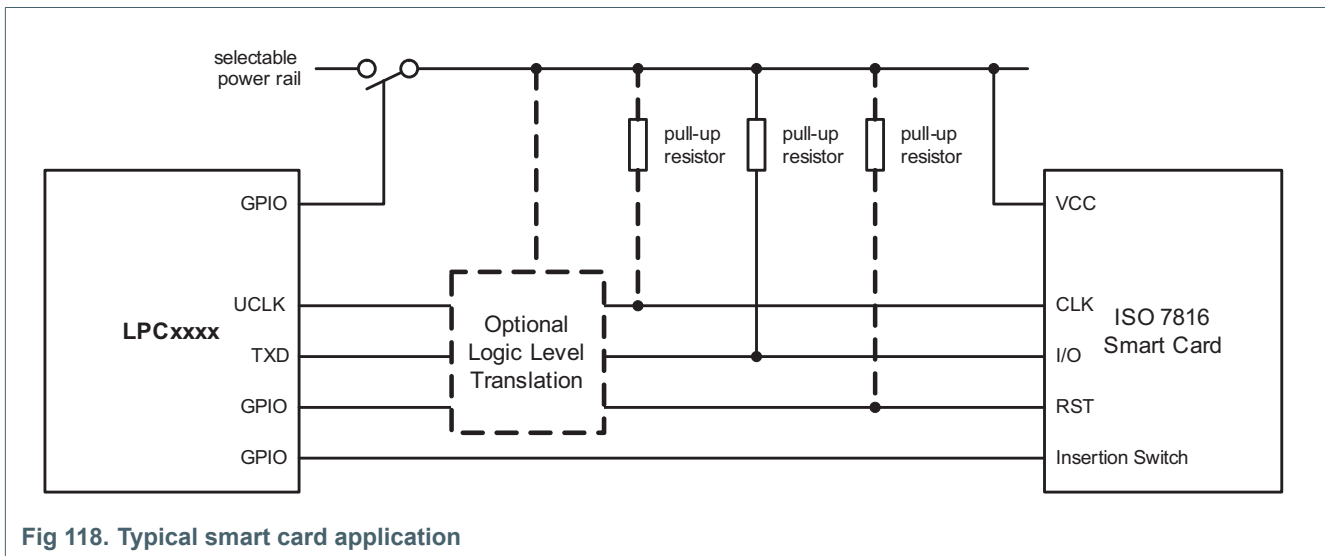 selectable
power rail
pull-up
resistor
pull-up
resistor
pull-up
resistor
GPIO
VCC
UCLK
CLK
LPCxxxx
Optional
Logic Level
Translation
ISO 7816
Smart Card
TXD
I/O
GPIO
RST
GPIO
Insertion Switch
Fig 118. Typical smart card application